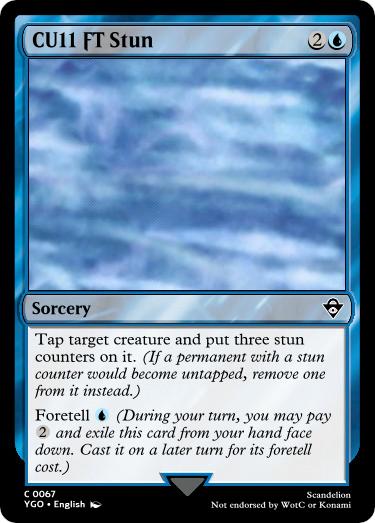 CU11 FT Stun
2
Sorcery
Tap target creature and put three stun
counters on it. (If a permanent with a stun
counter would become untapped, remove one
from it instead.)
Foretell (During your turn, you may pay
2 and exile this card from your hand face
down. Cast it on a later turn for its foretell
cost.)
C 0067
YGO • English
Scandelion
Not endorsed by WotC or Konami